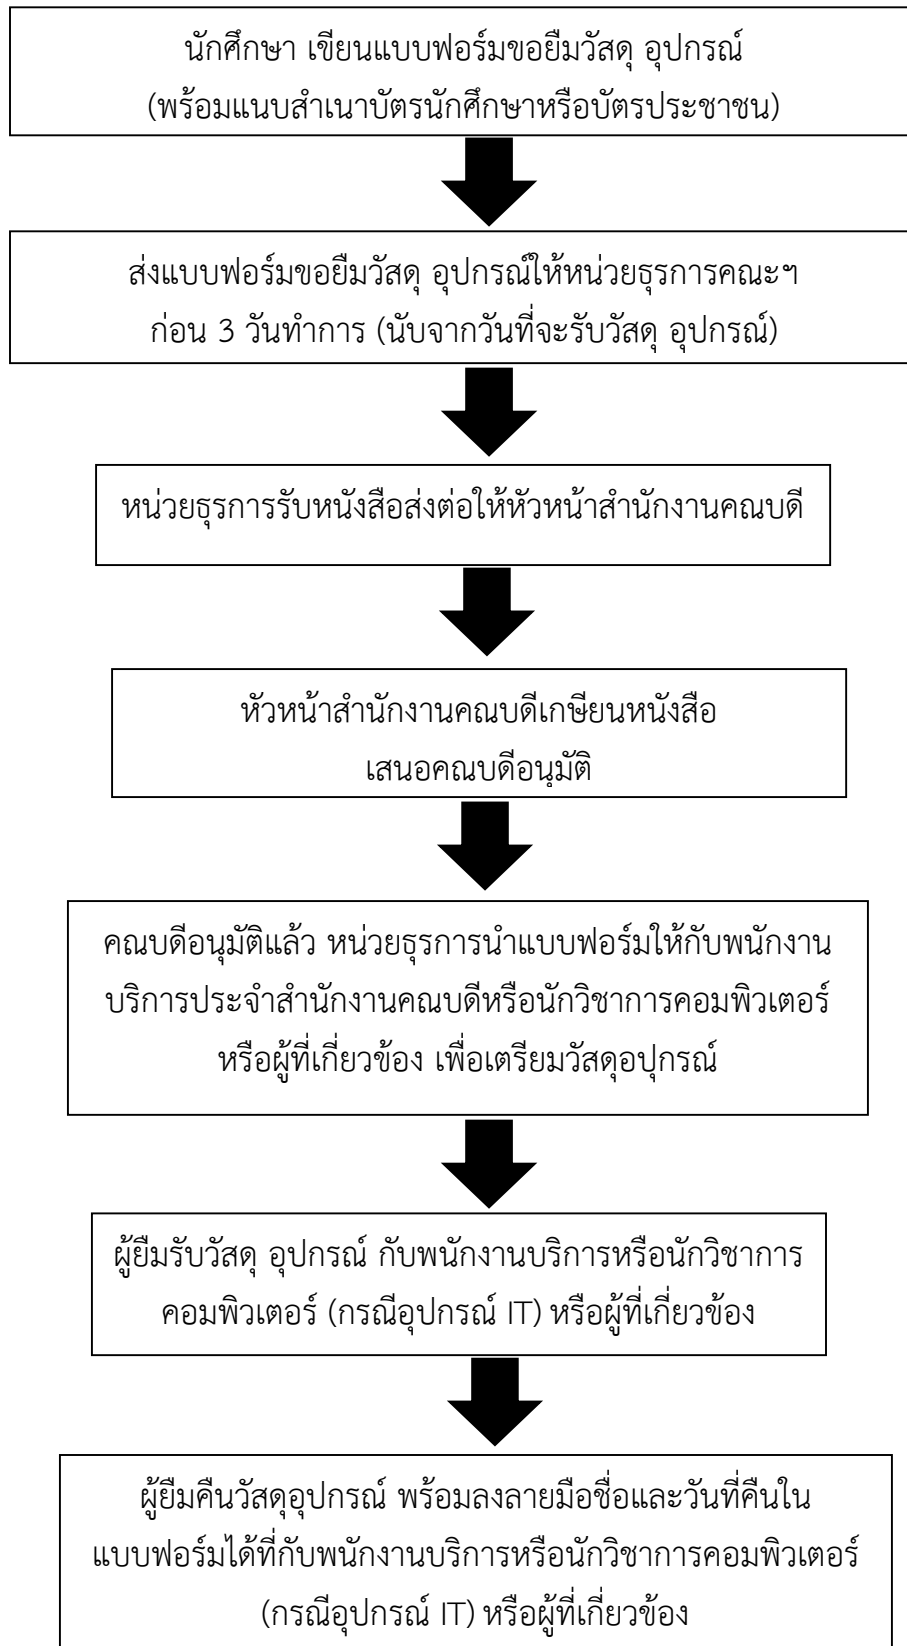 นักศึกษา เขียนแบบฟอร์มขอยืมวัสดุ อุปกรณ์
(พร้อมแนบสำเนาบัตรนักศึกษาหรือบัตรประชาชน)
ส่งแบบฟอร์มขอยืมวัสดุ อุปกรณ์ให้หน่วยธุรการคณะฯ
ก่อน 3 วันทำการ (นับจากวันที่จะรับวัสดุ อุปกรณ์)
หน่วยธุรการรับหนังสือส่งต่อให้หัวหน้าสำนักงานคณบดี
หัวหน้าสำนักงานคณบดีเกษียนหนังสือ
เสนอคณบดีอนุมัติ
คณบดีอนุมัติแล้ว หน่วยธุรการนำแบบฟอร์มให้กับพนักงาน
บริการประจำสำนักงานคณบดีหรือนักวิชาการคอมพิวเตอร์
หรือผู้ที่เกี่ยวข้อง เพื่อเตรียมวัสดุอปุกรณ์
ผู้ยืมรับวัสดุ อุปกรณ์ กับพนักงานบริการหรือนักวิชาการ
คอมพิวเตอร์ (กรณีอุปกรณ์ IT) หรือผู้ที่เกี่ยวข้อง
ผู้ยืมคืนวัสดุอุปกรณ์ พร้อมลงลายมือชื่อและวันที่คืนใน
แบบฟอร์มได้ที่กับพนักงานบริการหรือนักวิชาการคอมพิวเตอร์
(กรณีอุปกรณ์ IT) หรือผู้ที่เกี่ยวข้อง